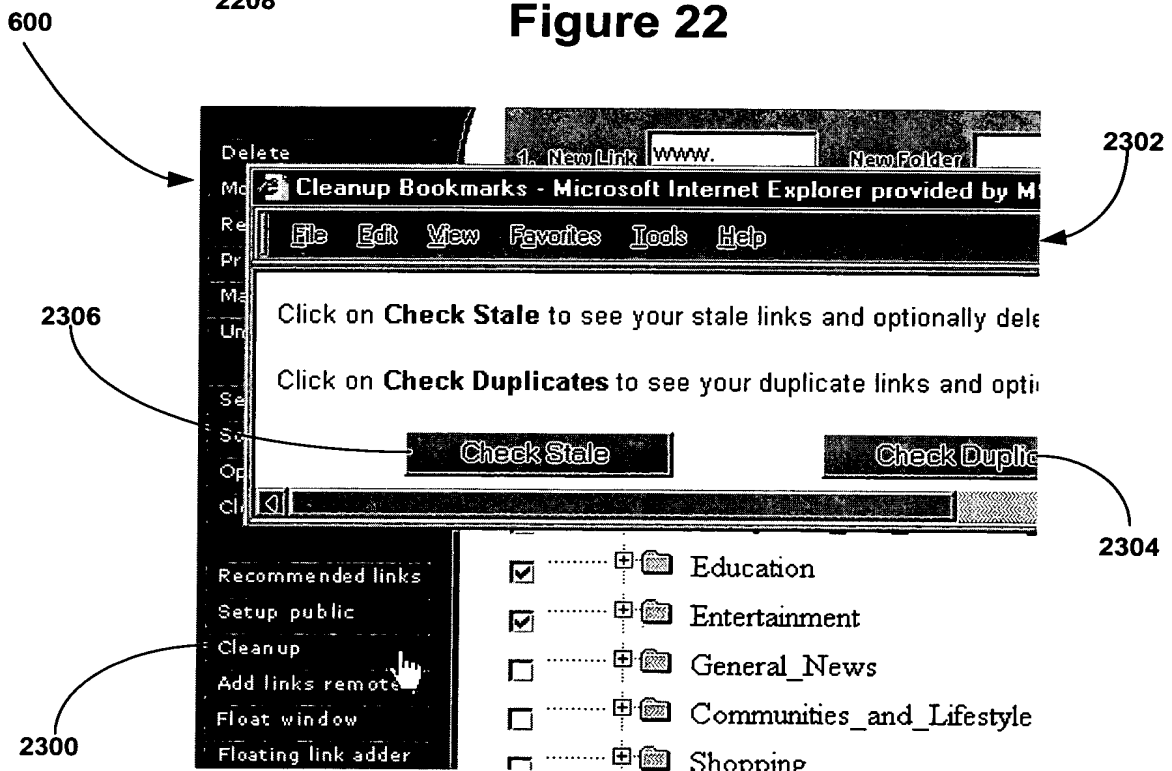 2208
Figure 22
600
Delete
1. New Link www. New Folder
2302
Cleanup Bookmarks - Microsoft Internet Explorer provided by M
Re
File Edit View Favorites Tools Help
Pr
Ma
Click on Check Stale to see your stale links and optionally dele
2306
Un
Click on Check Duplicates to see your duplicate links and opti
Se
Check Stale
Check Duplic
Op
Cl
2304
Education
Recommended links
Entertainment
Setup public
Cleanup
General_News
Add links remote
Communities_and_Lifestyle
Float window
2300
Floating link adder
Shopping